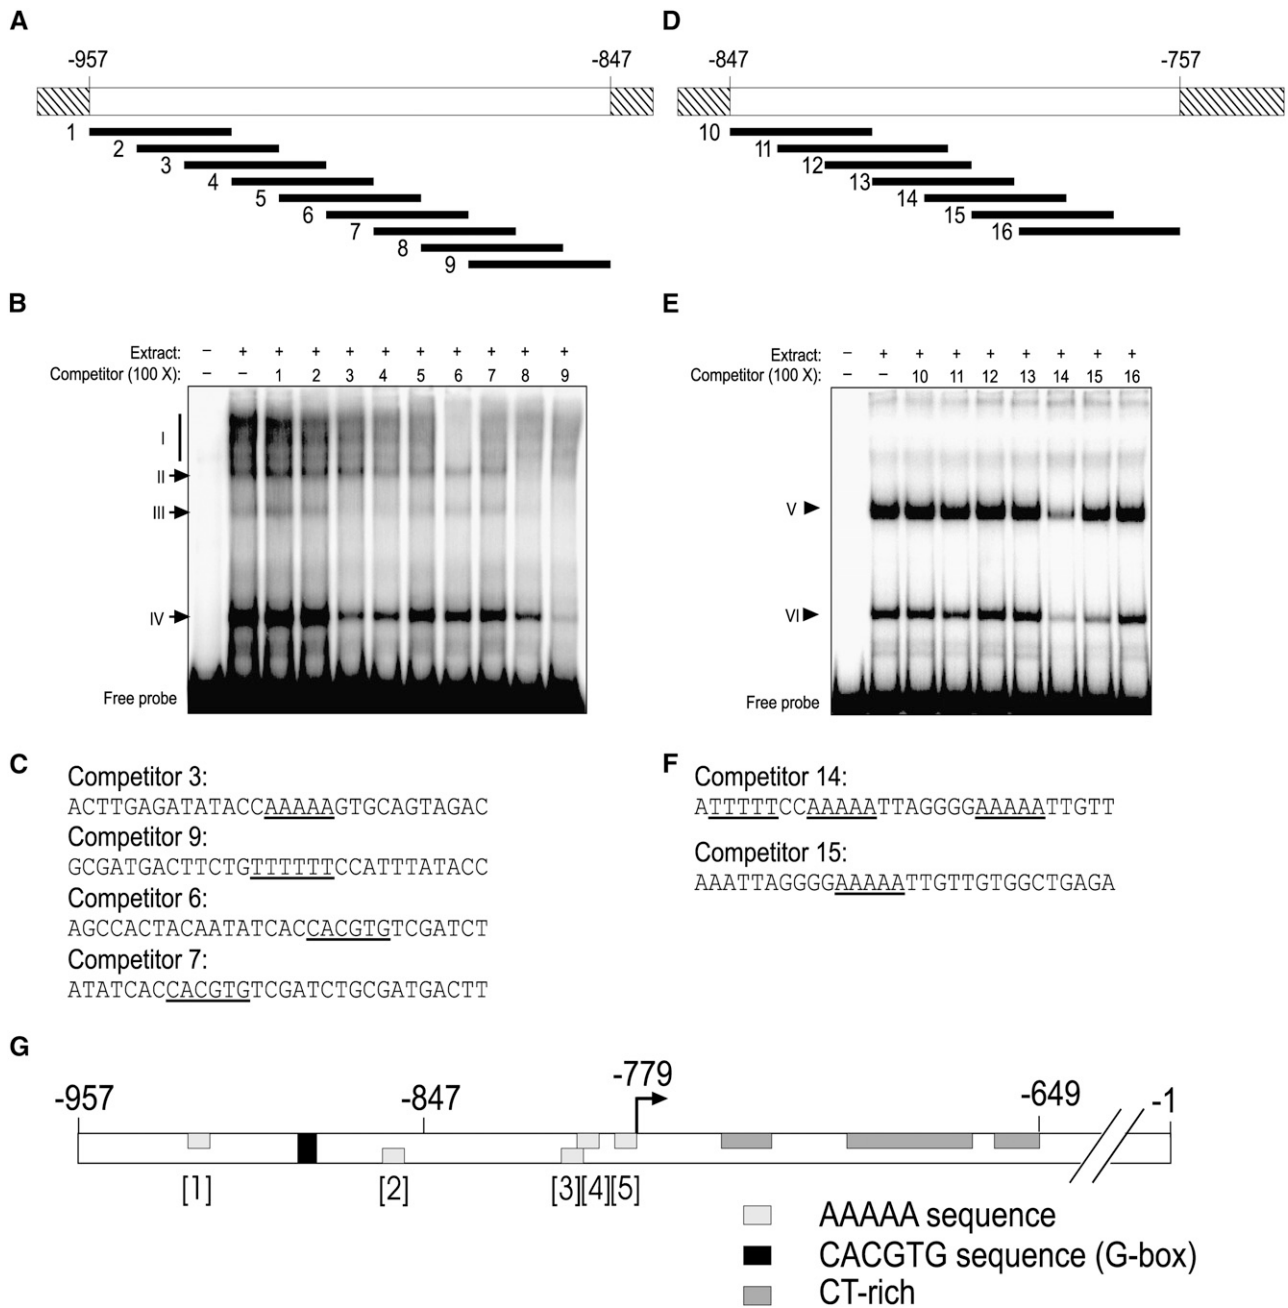 A
-957 -847
1
2
3
4
5
6
7
8
9
D
-847 -757
10
11
12
13
14
15
16
B
Extract: – + + + + + + + + + +
Competitor (100 X): – – 1 2 3 4 5 6 7 8 9
I
II
III
IV
Free probe
E
Extract: – + + + + + + + +
Competitor (100 X): – – 10 11 12 13 14 15 16
V
VI
Free probe
C
Competitor 3:
ACTTGAGATATACCAAAAAGTGCAGTAGAC
Competitor 9:
GCGATGACTTCTGTTTTTTCCATTTATACC
Competitor 6:
AGCCACTACAATATCACCACGTGTCGATCT
Competitor 7:
ATATCACCACGTGTCGATCTGCGATGACTT
F
Competitor 14:
ATTTTTCCAAAAATTAGGGGAAAAATTGTT
Competitor 15:
AAATTAGGGGAAAAATTGTTGTGGCTGAGA
G
-957 -847 -779 -649 -1
[1] [2] [3][4][5]
AAAAA sequence
CACGTG sequence (G-box)
CT-rich